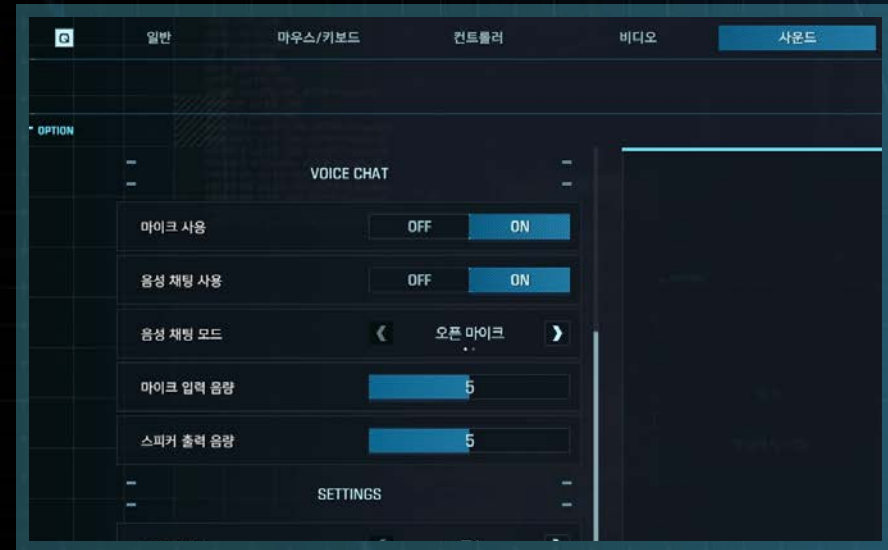 Q 일반 마우스/키보드 컨트롤러 비디오 사운드
OPTION
VOICE CHAT
마이크 사용 OFF ON
음성 채팅 사용 OFF ON
음성 채팅 모드 오픈 마이크
마이크 입력 음량 5
스피커 출력 음량 5
SETTINGS